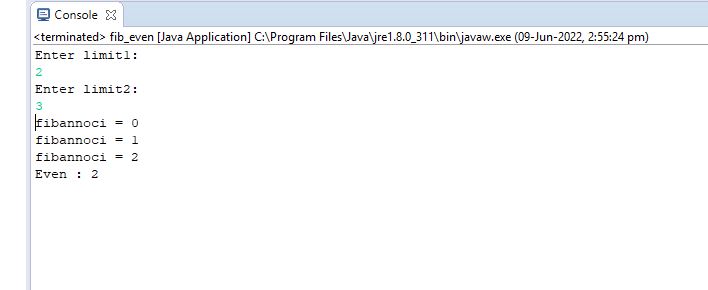 Console
<terminated> fib_even [Java Application] C:\Program Files\Java\jre1.8.0_311\bin\javaw.exe (09-Jun-2022, 2:55:24 pm)
Enter limit1:
2
Enter limit2:
3
fibannoci = 0
fibannoci = 1
fibannoci = 2
Even : 2